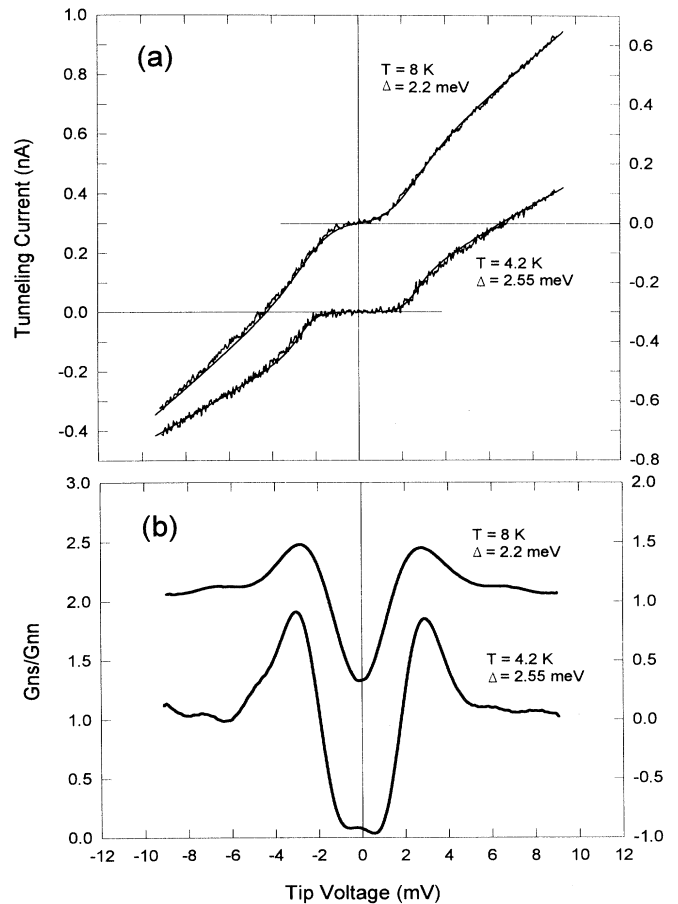 (a)
T = 8 K
Δ = 2.2 meV
T = 4.2 K
Δ = 2.55 meV
Tunneling Current (nA)
1.0
0.8
0.6
0.4
0.2
0.0
-0.2
-0.4
0.6
0.4
0.2
0.0
-0.2
-0.4
-0.6
-0.8
(b)
T = 8 K
Δ = 2.2 meV
T = 4.2 K
Δ = 2.55 meV
Gns/Gnn
3.0
2.5
2.0
1.5
1.0
0.5
0.0
2.0
1.5
1.0
0.5
0.0
-0.5
-1.0
-12 -10 -8 -6 -4 -2 0 2 4 6 8 10 12
Tip Voltage (mV)